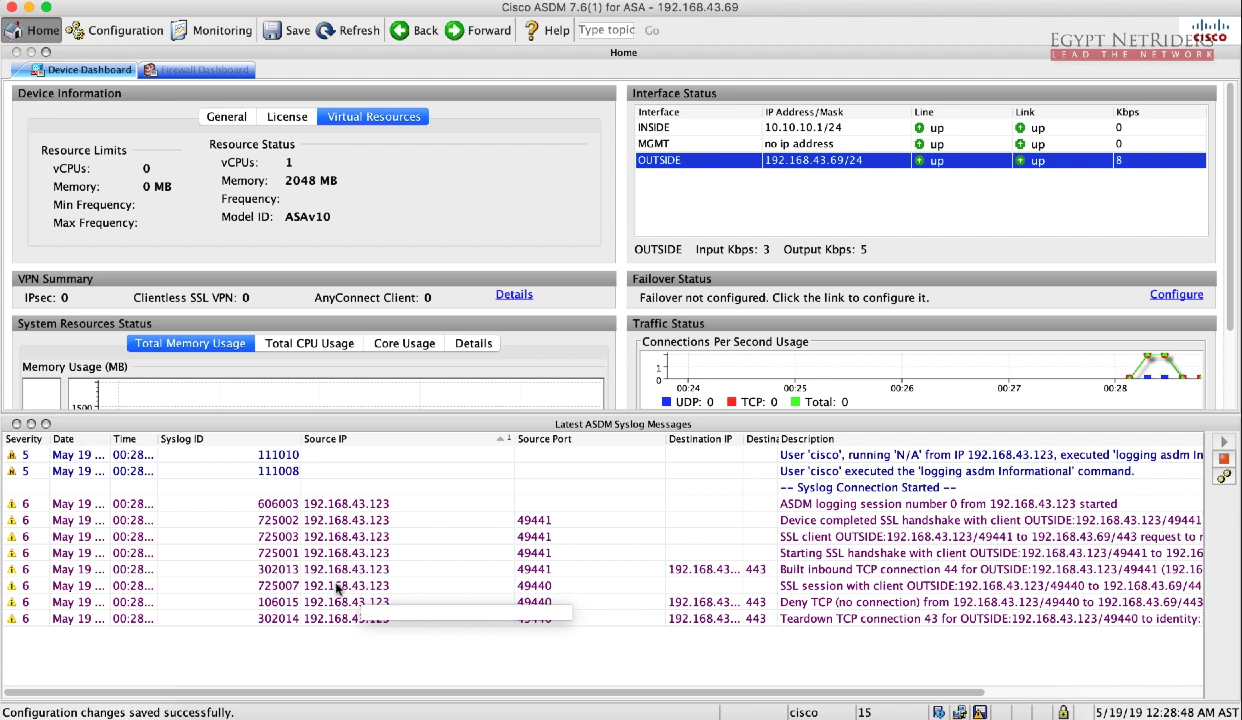 Cisco ASDM 7.6(1) for ASA - 192.168.43.69
Home Configuration Monitoring Save Refresh Back Forward Help Type topic Go
EGYPT NETRIDERS
LEAD THE NETWORK
CISCO
Home
Device Dashboard Firewall Dashboard
Device Information
General License Virtual Resources
Resource Limits
vCPUs: 0
Memory: 0 MB
Min Frequency:
Max Frequency:
Resource Status
vCPUs: 1
Memory: 2048 MB
Frequency:
Model ID: ASAv10
Interface Status
Interface IP Address/Mask Line Link Kbps
INSIDE 10.10.10.1/24 up up 0
MGMT no ip address up up 0
OUTSIDE 192.168.43.69/24 up up 8
OUTSIDE Input Kbps: 3 Output Kbps: 5
VPN Summary
IPsec: 0 Clientless SSL VPN: 0 AnyConnect Client: 0 Details
Failover Status
Failover not configured. Click the link to configure it. Configure
System Resources Status
Total Memory Usage Total CPU Usage Core Usage Details
Memory Usage (MB)
1500
Traffic Status
Connections Per Second Usage
1
0
00:24 00:25 00:26 00:27 00:28
UDP: 0 TCP: 0 Total: 0
Latest ASDM Syslog Messages
Severity Date Time Syslog ID Source IP 1 Source Port Destination IP Destina Description
5 May 19 ... 00:28... 111010 User 'cisco', running 'N/A' from IP 192.168.43.123, executed 'logging asdm In
5 May 19 ... 00:28... 111008 User 'cisco' executed the 'logging asdm Informational' command.
-- Syslog Connection Started --
6 May 19 ... 00:28... 606003 192.168.43.123 ASDM logging session number 0 from 192.168.43.123 started
6 May 19 ... 00:28... 725002 192.168.43.123 49441 Device completed SSL handshake with client OUTSIDE:192.168.43.123/49441
6 May 19 ... 00:28... 725003 192.168.43.123 49441 SSL client OUTSIDE:192.168.43.123/49441 to 192.168.43.69/443 request to r
6 May 19 ... 00:28... 725001 192.168.43.123 49441 Starting SSL handshake with client OUTSIDE:192.168.43.123/49441 to 192.16
6 May 19 ... 00:28... 302013 192.168.43.123 49441 192.168.43... 443 Built inbound TCP connection 44 for OUTSIDE:192.168.43.123/49441 (192.16
6 May 19 ... 00:28... 725007 192.168.43.123 49440 SSL session with client OUTSIDE:192.168.43.123/49440 to 192.168.43.69/44
6 May 19 ... 00:28... 106015 192.168.43.123 49440 192.168.43... 443 Deny TCP (no connection) from 192.168.43.123/49440 to 192.168.43.69/443
6 May 19 ... 00:28... 302014 192.168.43.123 49440 192.168.43... 443 Teardown TCP connection 43 for OUTSIDE:192.168.43.123/49440 to identity:
Configuration changes saved successfully. cisco 15 5/19/19 12:28:48 AM AST